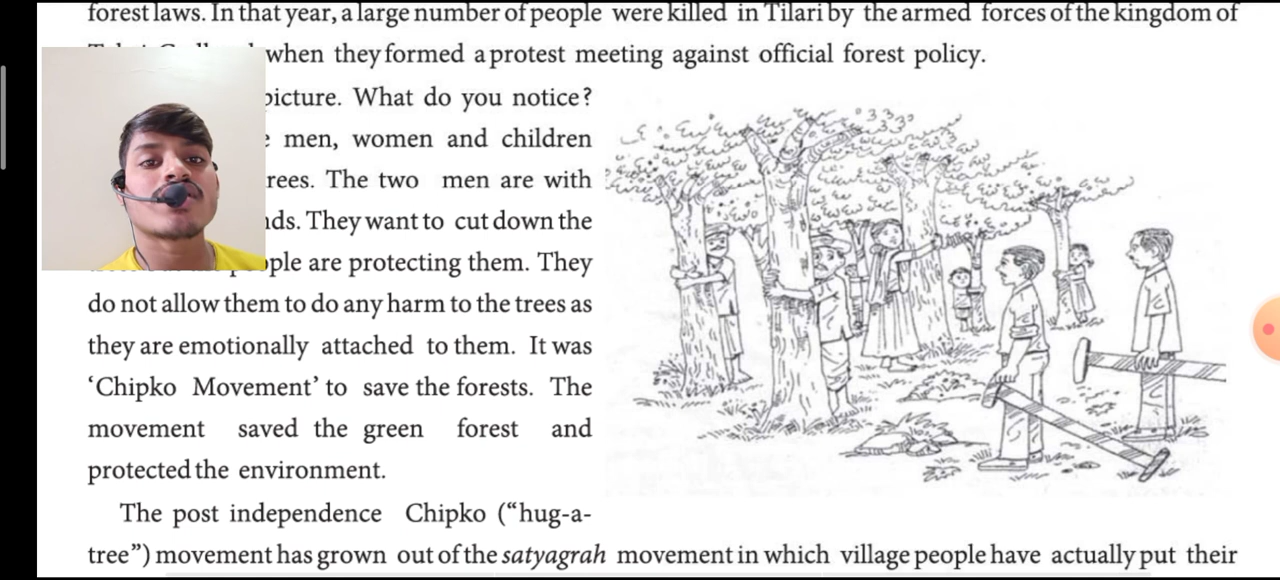 forest laws. In that year, a large number of people were killed in Tilari by the armed forces of the kingdom of
when they formed a protest meeting against official forest policy.
picture. What do you notice?
men, women and children
rees. The two men are with
nds. They want to cut down the
ople are protecting them. They
do not allow them to do any harm to the trees as
they are emotionally attached to them. It was
‘Chipko Movement’ to save the forests. The
movement saved the green forest and
protected the environment.
The post independence Chipko (“hug-a-
tree”) movement has grown out of the satyagrah movement in which village people have actually put their